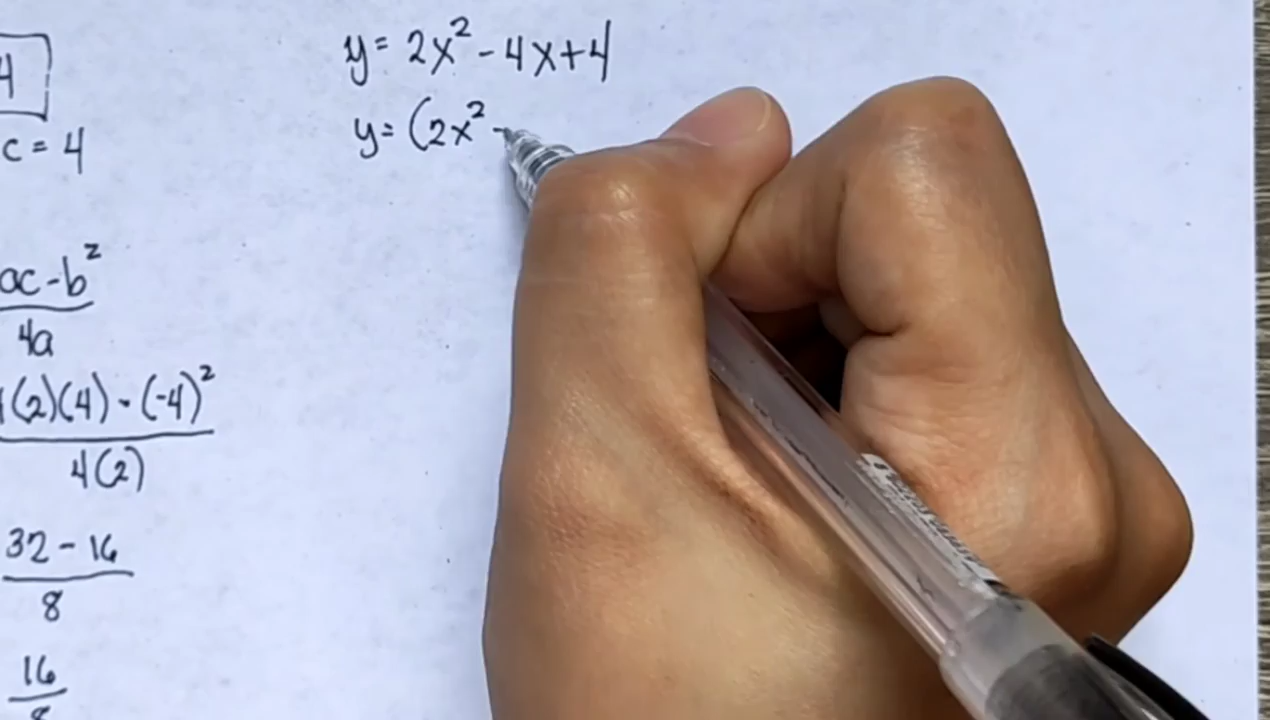 4
c = 4
ac - b²
4a
(2)(4) - (-4)²
4(2)
32 - 16
8
16
8
y = 2x² - 4x + 4
y = (2x² -